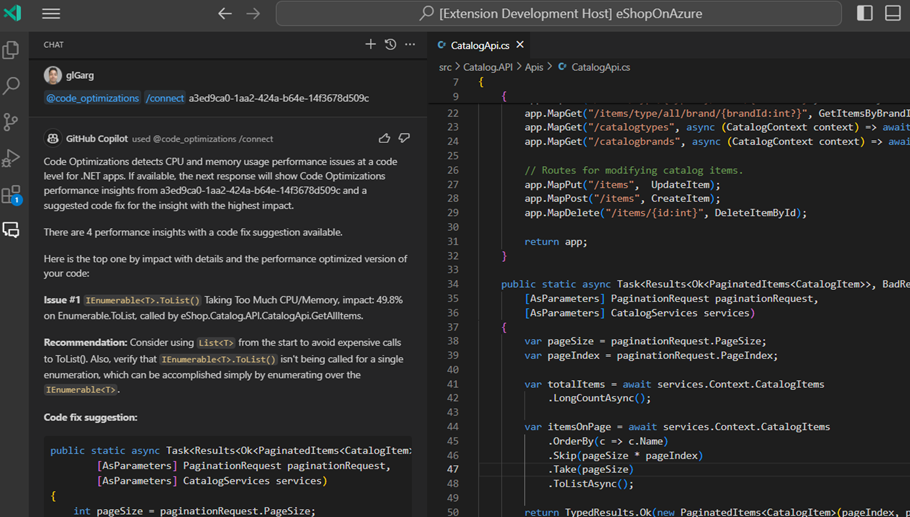 [Extension Development Host] eShopOnAzure
CHAT
glGarg
@code_optimizations /connect a3ed9ca0-1aa2-424a-b64e-14f3678d509c
GitHub Copilot used @code_optimizations /connect
Code Optimizations detects CPU and memory usage performance issues at a code
level for .NET apps. If available, the next response will show Code Optimizations
performance insights from a3ed9ca0-1aa2-424a-b64e-14f3678d509c and a
suggested code fix for the insight with the highest impact.
There are 4 performance insights with a code fix suggestion available.
Here is the top one by impact with details and the performance optimized version of
your code:
Issue #1 IEnumerable<T>.ToList() Taking Too Much CPU/Memory, impact: 49.8%
on Enumerable.ToList, called by eShop.Catalog.API.CatalogApi.GetAllItems.
Recommendation: Consider using List<T> from the start to avoid expensive calls
to ToList(). Also, verify that IEnumerable<T>.ToList() isn't being called for a single
enumeration, which can be accomplished simply by enumerating over the
IEnumerable<T>.
Code fix suggestion:
public static async Task<Results<Ok<PaginatedItems<CatalogItem>
[AsParameters] PaginationRequest paginationRequest,
[AsParameters] CatalogServices services)
{
int pageSize = paginationRequest.PageSize;
1
CatalogApi.cs
src > Catalog.API > Apis > CatalogApi.cs
7 {
9 {
22 app.MapGet("/items/type/all/brand/{brandId:int?}", GetItemsByBrandI
23 app.MapGet("/catalogtypes", async (CatalogContext context) => await
24 app.MapGet("/catalogbrands", async (CatalogContext context) => awai
25
26 // Routes for modifying catalog items.
27 app.MapPut("/items", UpdateItem);
28 app.MapPost("/items", CreateItem);
29 app.MapDelete("/items/{id:int}", DeleteItemById);
30
31 return app;
32 }
33
34 public static async Task<Results<Ok<PaginatedItems<CatalogItem>>, BadRe
35 [AsParameters] PaginationRequest paginationRequest,
36 [AsParameters] CatalogServices services)
37 {
38 var pageSize = paginationRequest.PageSize;
39 var pageIndex = paginationRequest.PageIndex;
40
41 var totalItems = await services.Context.CatalogItems
42 .LongCountAsync();
43
44 var itemsOnPage = await services.Context.CatalogItems
45 .OrderBy(c => c.Name)
46 .Skip(pageSize * pageIndex)
47 .Take(pageSize)
48 .ToListAsync();
49
50 return TypedResults.Ok(new PaginatedItems<CatalogItem>(pageIndex, p